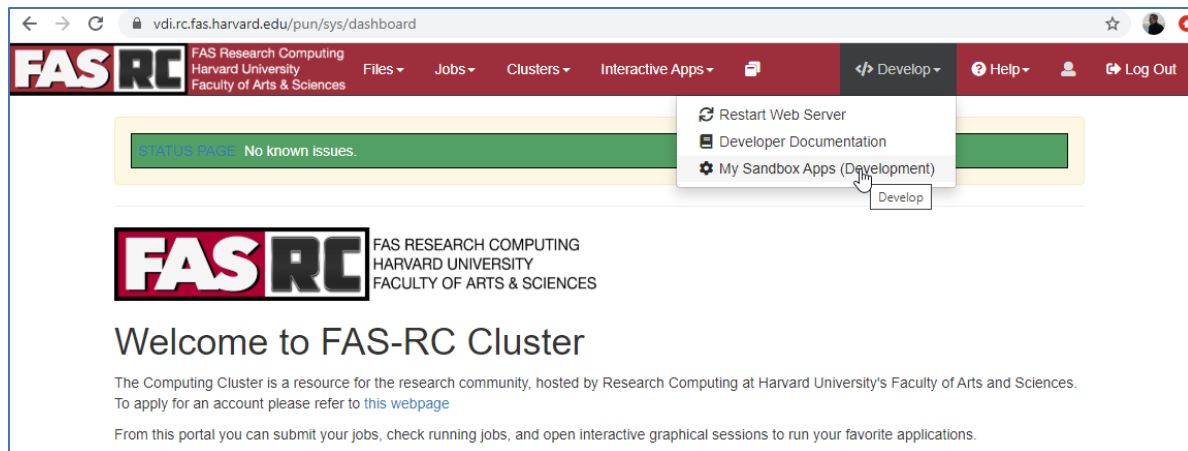 vdi.rc.fas.harvard.edu/pun/sys/dashboard
FAS RC
FAS Research Computing
Harvard University
Faculty of Arts & Sciences
Files Jobs Clusters Interactive Apps </> Develop Help Log Out
Restart Web Server
Developer Documentation
My Sandbox Apps (Development)
Develop
STATUS PAGE No known issues.
FAS RC
FAS RESEARCH COMPUTING
HARVARD UNIVERSITY
FACULTY OF ARTS & SCIENCES
Welcome to FAS-RC Cluster
The Computing Cluster is a resource for the research community, hosted by Research Computing at Harvard University's Faculty of Arts and Sciences.
To apply for an account please refer to this webpage
From this portal you can submit your jobs, check running jobs, and open interactive graphical sessions to run your favorite applications.